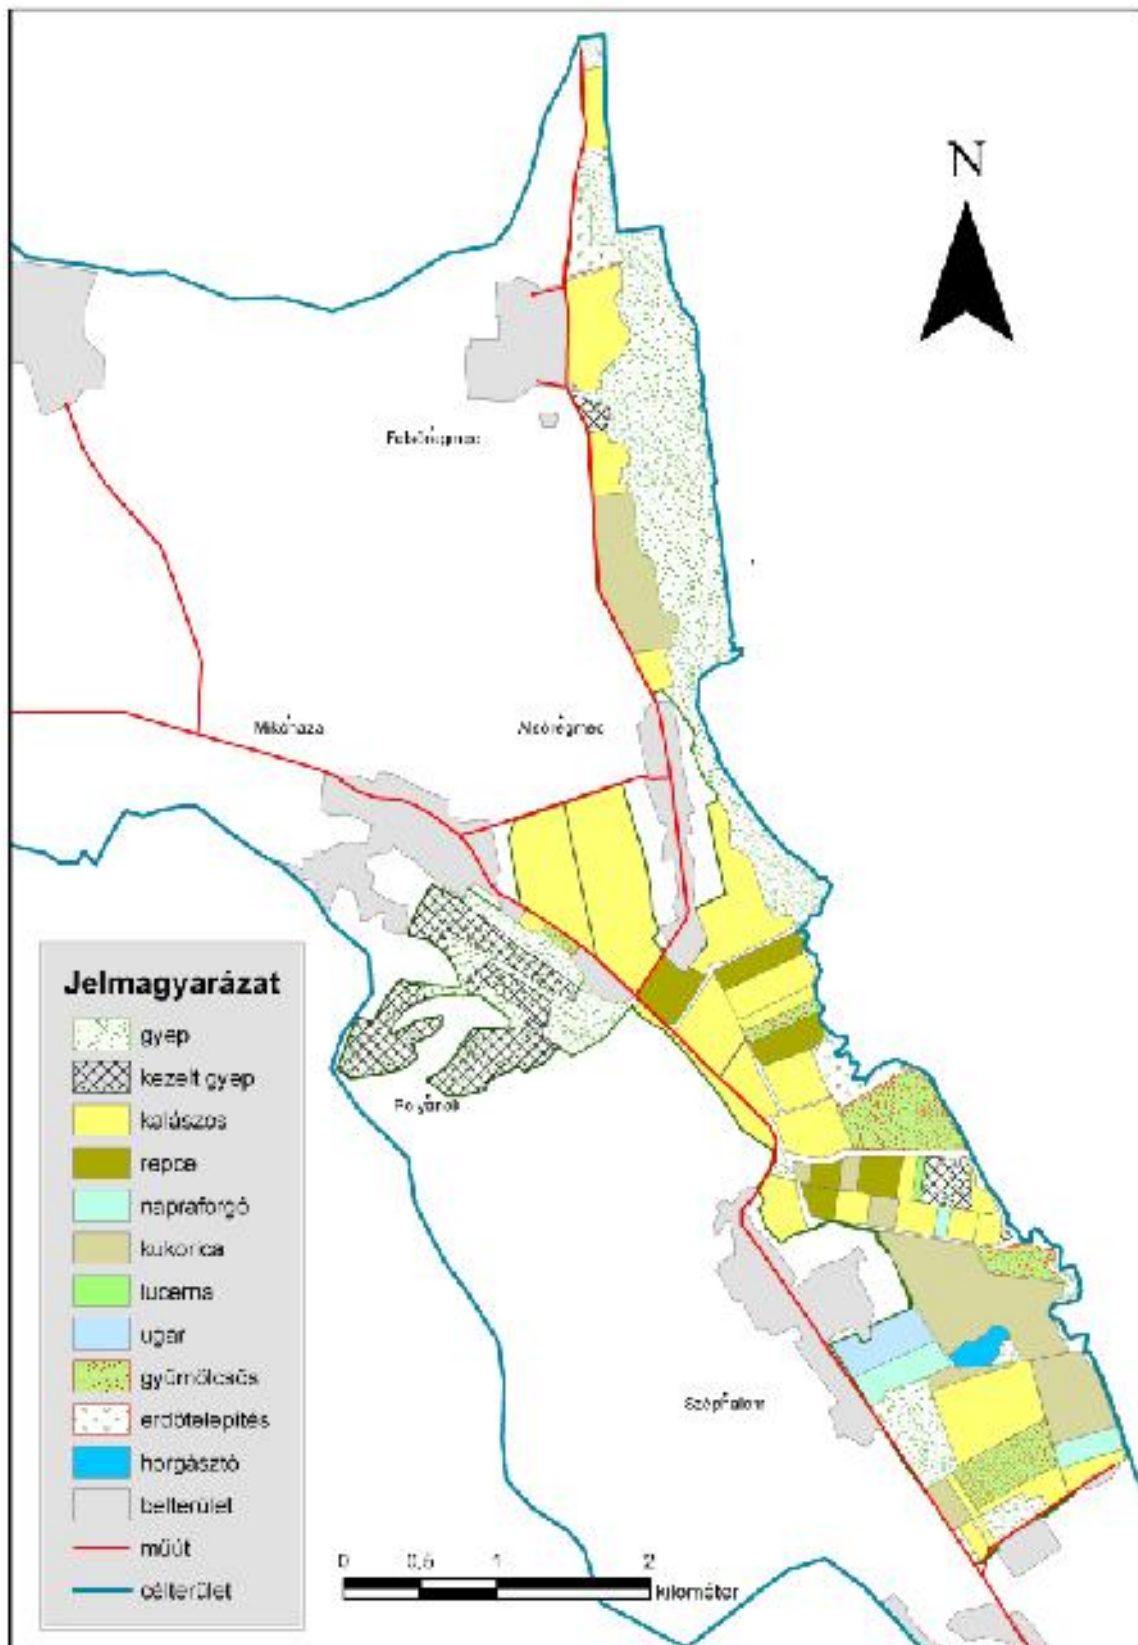 N
Felsőregmec
Mikóháza
Alsóregmec
Jelmagyarázat
gyep
kezelt gyep
kalászos
repce
napraforgó
kukorica
lucerna
ugar
gyümölcsös
erdőtelepítés
horgásztó
belterület
műút
célterület
Széphalom
0 0,5 1 2
kilométer